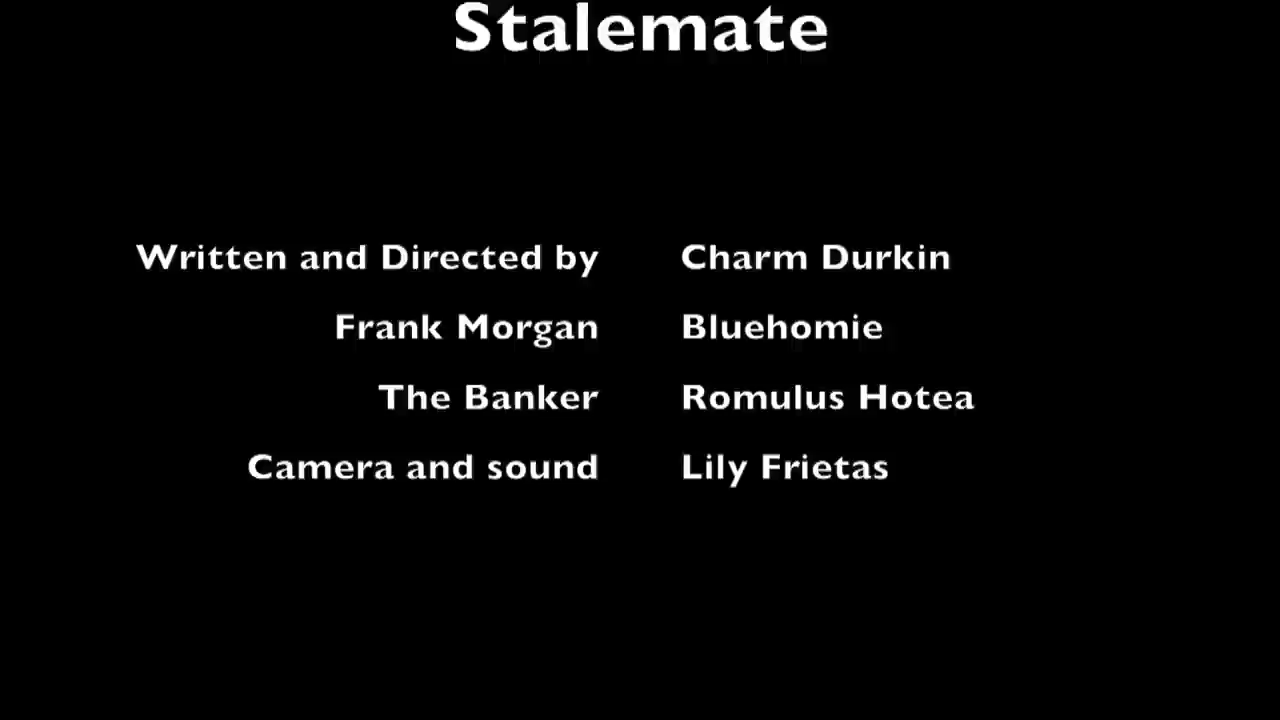 Stalemate
Written and Directed by Charm Durkin
Frank Morgan Bluehomie
The Banker Romulus Hotea
Camera and sound Lily Frietas